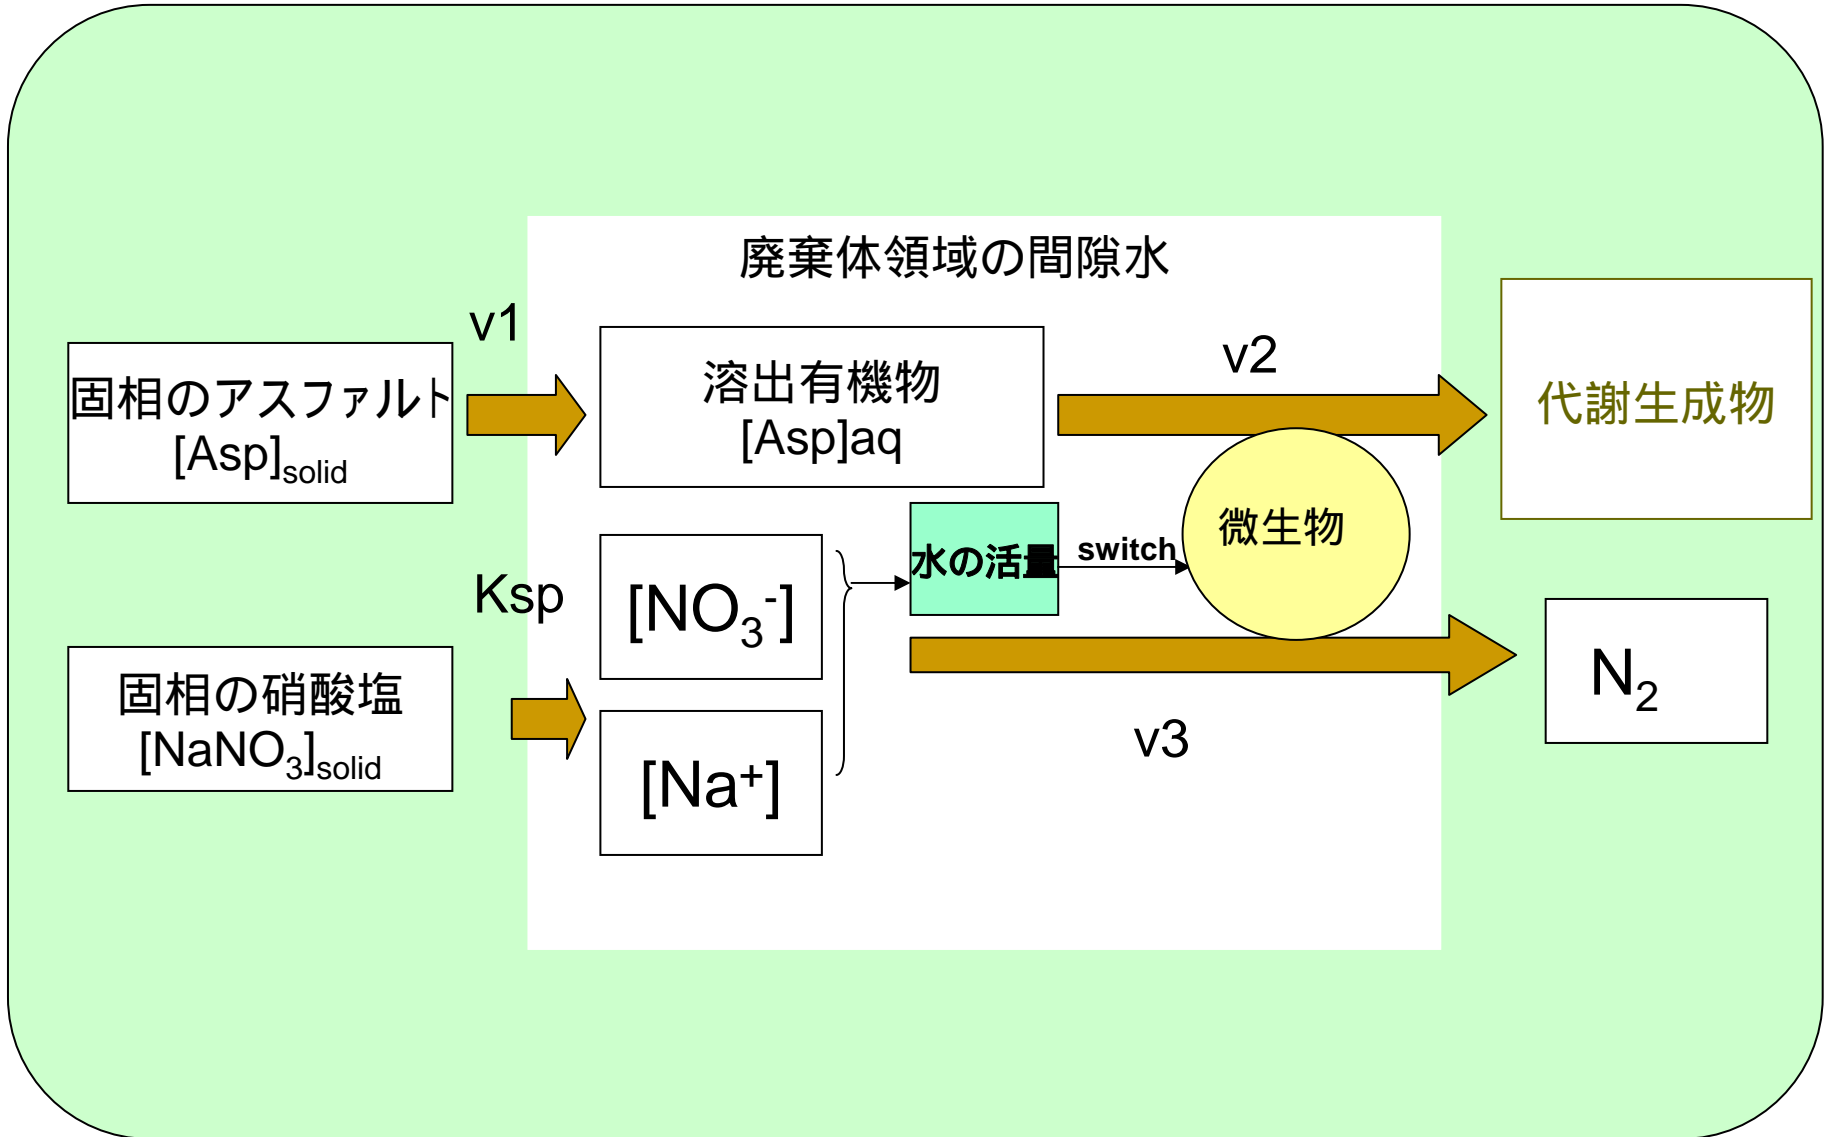 廃棄体領域の間隙水
v1
固相のアスファルト
[Asp]solid
溶出有機物
[Asp]aq
v2
代謝生成物
水の活量
switch
微生物
Ksp
[NO3-]
固相の硝酸塩
[NaNO3]solid
[Na+]
v3
N2